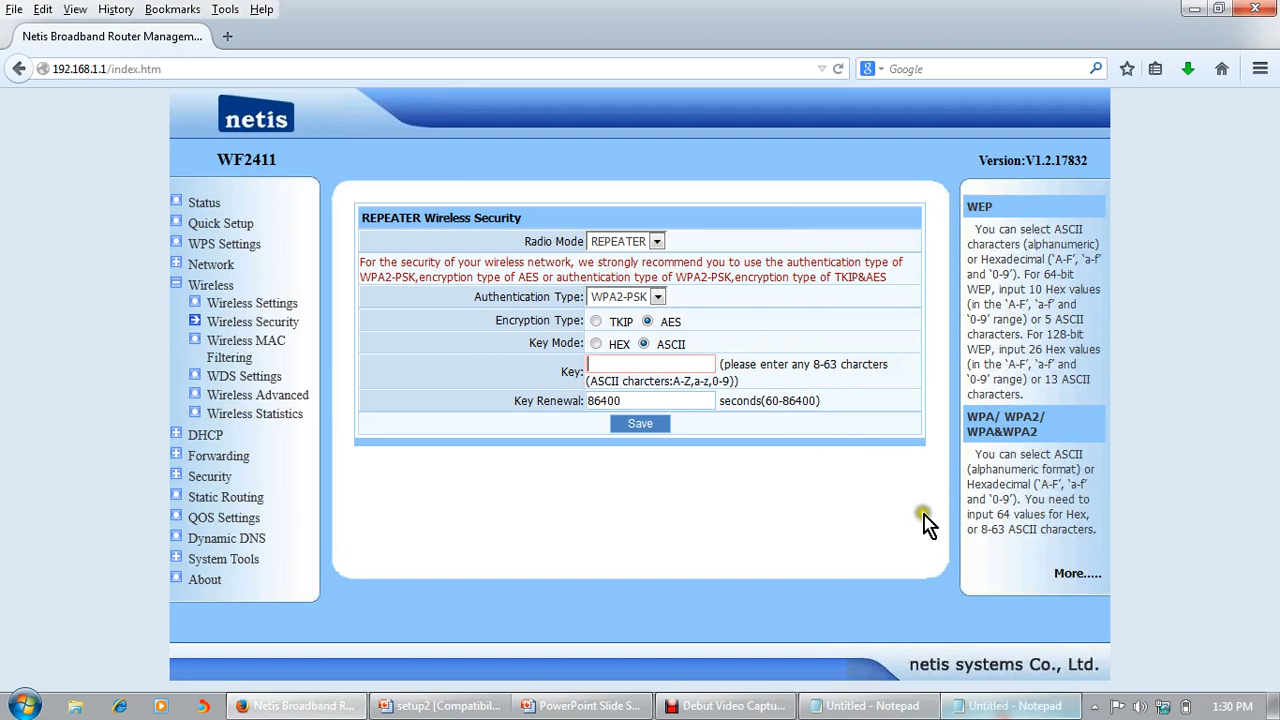 File Edit View History Bookmarks Tools Help
Netis Broadband Router Managem...
192.168.1.1/index.htm
Google
netis
WF2411
Version:V1.2.17832
Status
Quick Setup
WPS Settings
Network
Wireless
Wireless Settings
Wireless Security
Wireless MAC
Filtering
WDS Settings
Wireless Advanced
Wireless Statistics
DHCP
Forwarding
Security
Static Routing
QOS Settings
Dynamic DNS
System Tools
About
REPEATER Wireless Security
Radio Mode REPEATER
For the security of your wireless network, we strongly recommend you to use the authentication type of
WPA2-PSK,encryption type of AES or authentication type of WPA2-PSK,encryption type of TKIP&AES
Authentication Type: WPA2-PSK
Encryption Type: TKIP AES
Key Mode: HEX ASCII
Key: (please enter any 8-63 charcters
(ASCII charcters:A-Z,a-z,0-9))
Key Renewal: 86400 seconds(60-86400)
Save
WEP
You can select ASCII
characters (alphanumeric)
or Hexadecimal ('A-F', 'a-f'
and '0-9'). For 64-bit
WEP, input 10 Hex values
(in the 'A-F', 'a-f' and
'0-9' range) or 5 ASCII
characters. For 128-bit
WEP, input 26 Hex values
(in the 'A-F', 'a-f' and
'0-9' range) or 13 ASCII
characters.
WPA/ WPA2/
WPA&WPA2
You can select ASCII
(alphanumeric format) or
Hexadecimal ('A-F', 'a-f'
and '0-9'). You need to
input 64 values for Hex,
or 8-63 ASCII characters.
More.....
netis systems Co., Ltd.
Netis Broadband R...
setup2 [Compatibil...
PowerPoint Slide S...
Debut Video Captu...
Untitled - Notepad
Untitled - Notepad
1:30 PM